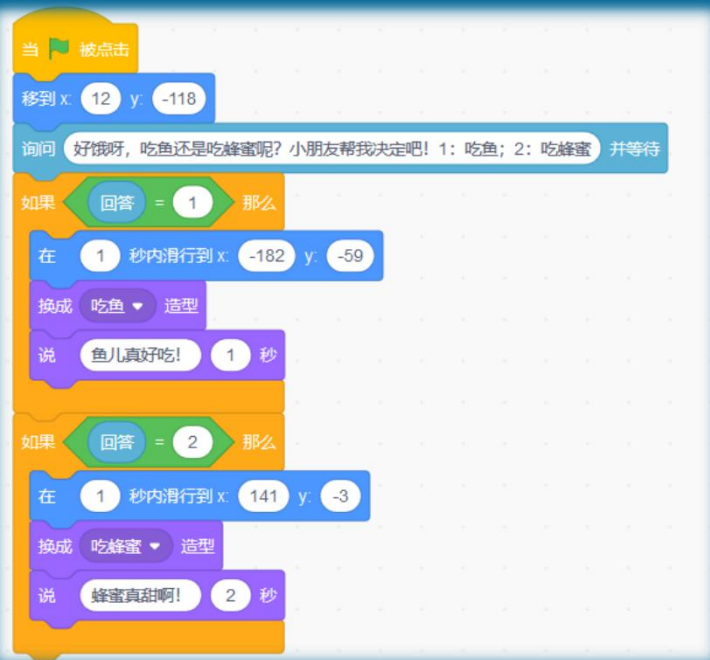 当 被点击
移到 x: 12 y: -118
询问 好饿呀，吃鱼还是吃蜂蜜呢？小朋友帮我决定吧！1：吃鱼；2：吃蜂蜜 并等待
如果 回答 = 1 那么
在 1 秒内滑行到 x: -182 y: -59
换成 吃鱼 造型
说 鱼儿真好吃！ 1 秒
如果 回答 = 2 那么
在 1 秒内滑行到 x: 141 y: -3
换成 吃蜂蜜 造型
说 蜂蜜真甜啊！ 2 秒